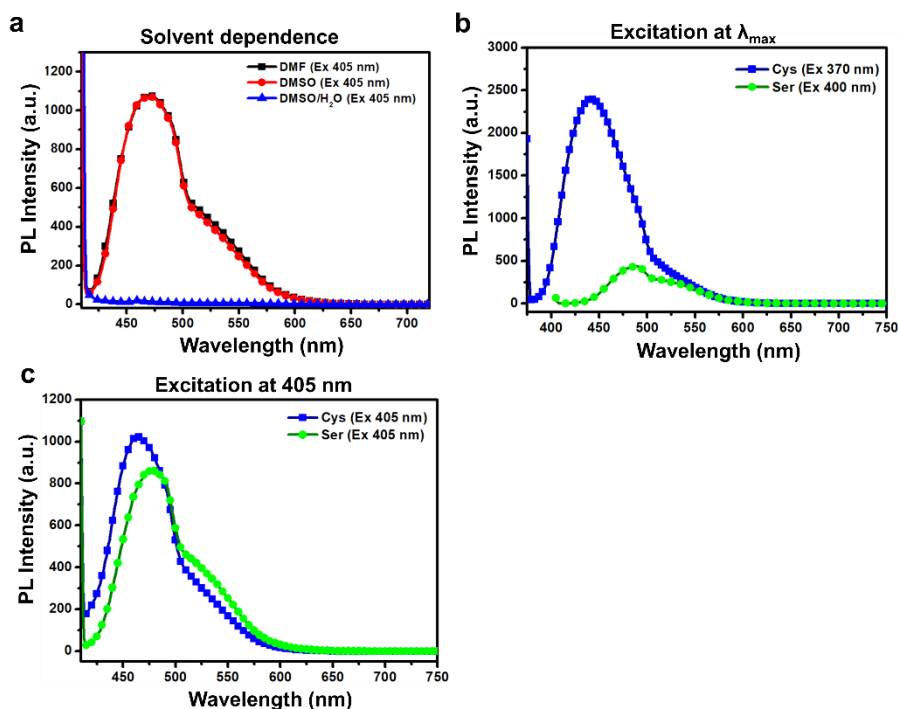 a
Solvent dependence
DMF (Ex 405 nm)
DMSO (Ex 405 nm)
DMSO/H₂O (Ex 405 nm)
PL Intensity (a.u.)
1200
1000
800
600
400
200
0
450 500 550 600 650 700
Wavelength (nm)
b
Excitation at λmax
Cys (Ex 370 nm)
Ser (Ex 400 nm)
PL Intensity (a.u.)
3000
2500
2000
1500
1000
500
0
400 450 500 550 600 650 700 750
Wavelength (nm)
c
Excitation at 405 nm
Cys (Ex 405 nm)
Ser (Ex 405 nm)
PL Intensity (a.u.)
1200
1000
800
600
400
200
0
450 500 550 600 650 700 750
Wavelength (nm)